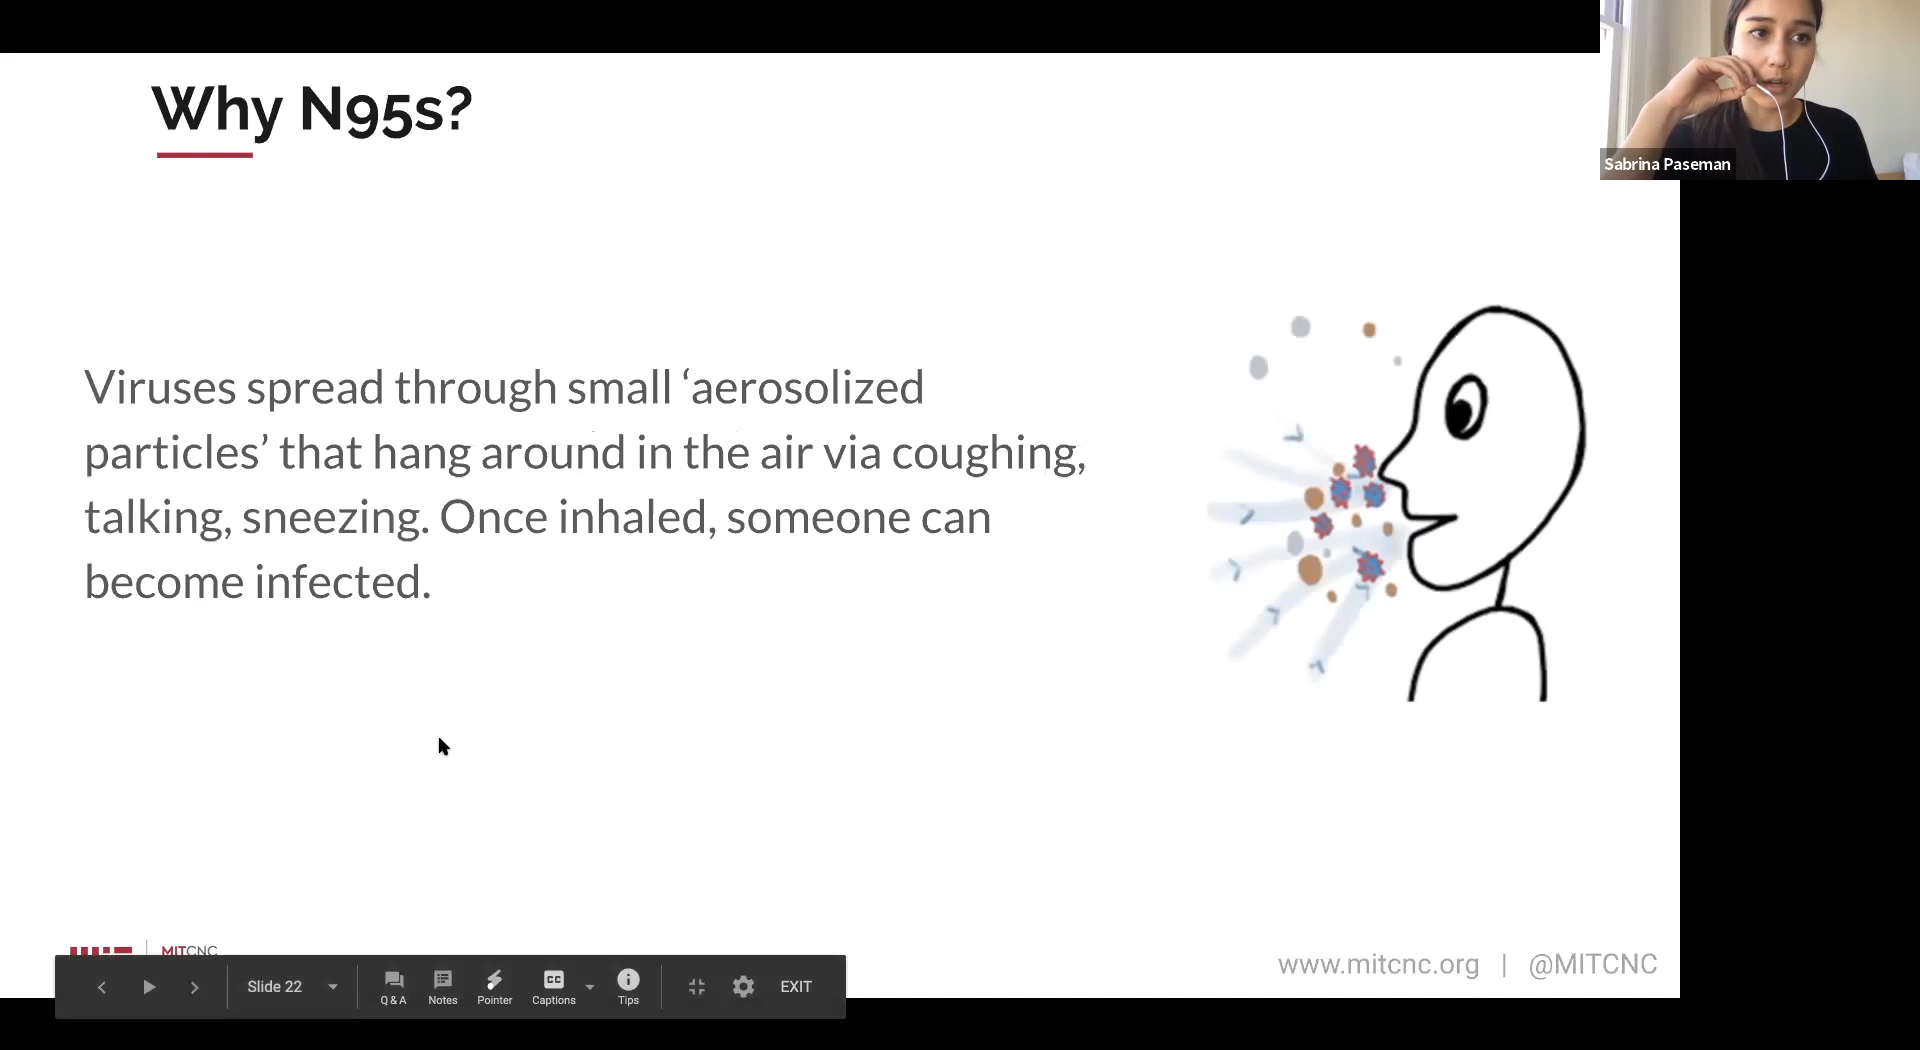 Why N95s?
Sabrina Paseman
Viruses spread through small ‘aerosolized
particles’ that hang around in the air via coughing,
talking, sneezing. Once inhaled, someone can
become infected.
MITCNC
www.mitcnc.org | @MITCNC
Slide 22
Q & A
Notes
Pointer
CC
Captions
Tips
EXIT